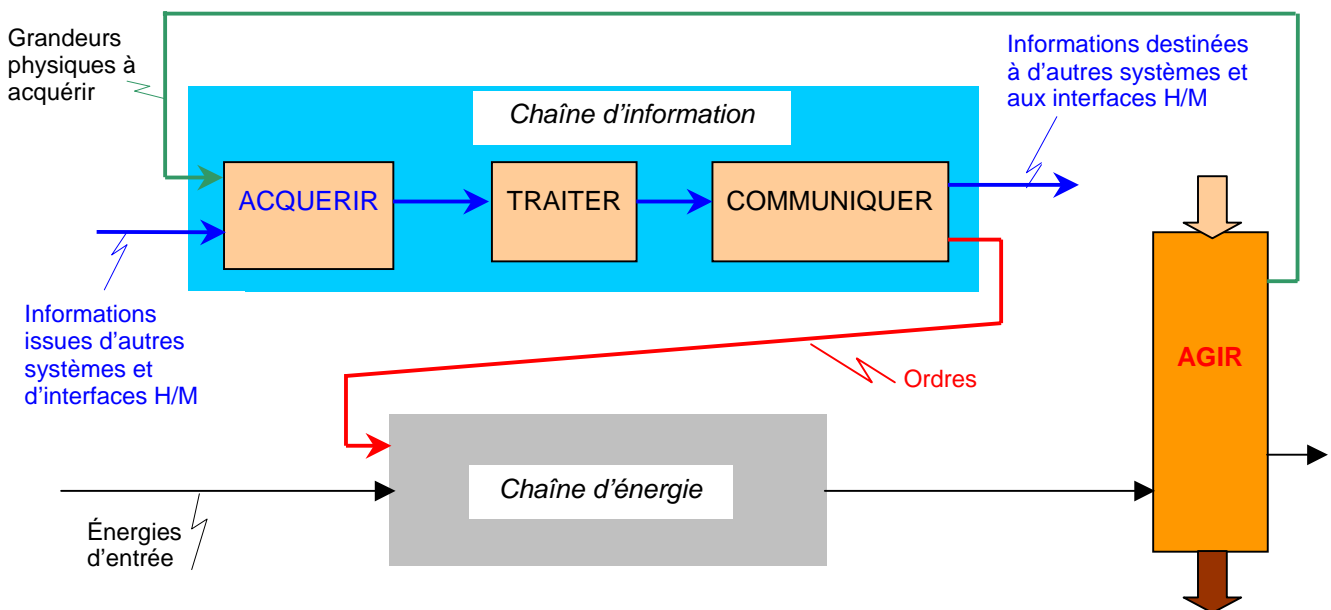 Grandeurs
physiques à
acquérir
Informations destinées
à d'autres systèmes et
aux interfaces H/M
Chaîne d'information
ACQUERIR
TRAITER
COMMUNIQUER
Informations
issues d'autres
systèmes et
d'interfaces H/M
AGIR
Ordres
Chaîne d'énergie
Énergies
d'entrée